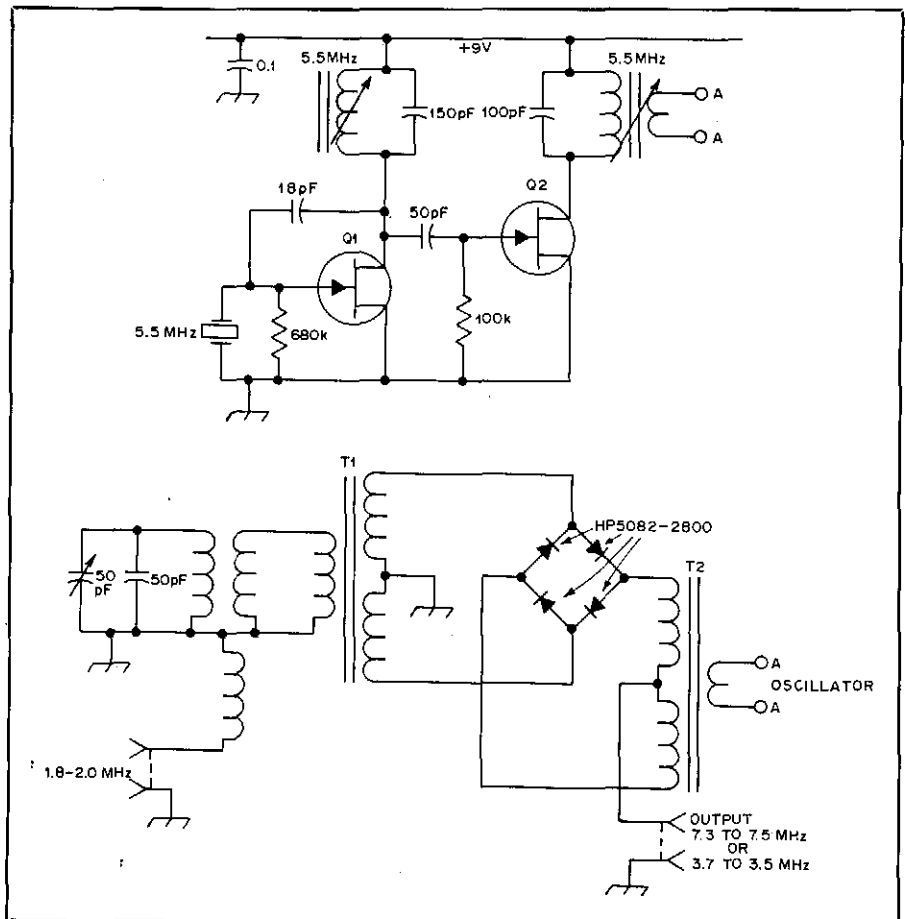 +9V
0.1
5.5MHz
150pF
100pF
5.5MHz
A
A
18pF
50pF
Q2
Q1
5.5 MHz
680k
100k
T1
HP5082-2800
T2
50
pF
50pF
A
OSCILLATOR
A
1.8-2.0 MHz
OUTPUT
7.3 TO 7.5 MHz
OR
3.7 TO 3.5 MHz